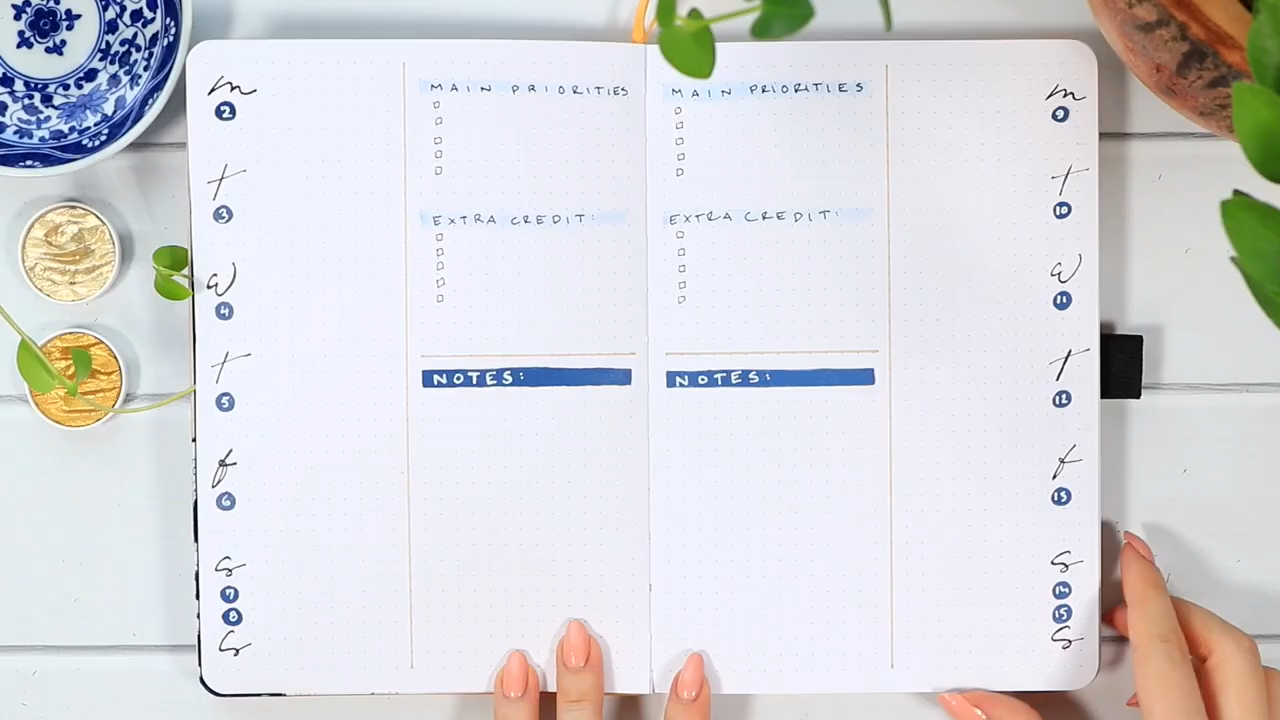 m
2
t
3
w
4
t
5
f
6
s
7
8
s
MAIN PRIORITIES
EXTRA CREDIT:
NOTES:
MAIN PRIORITIES
EXTRA CREDIT:
NOTES:
m
9
t
10
w
11
t
12
f
13
s
14
15
s